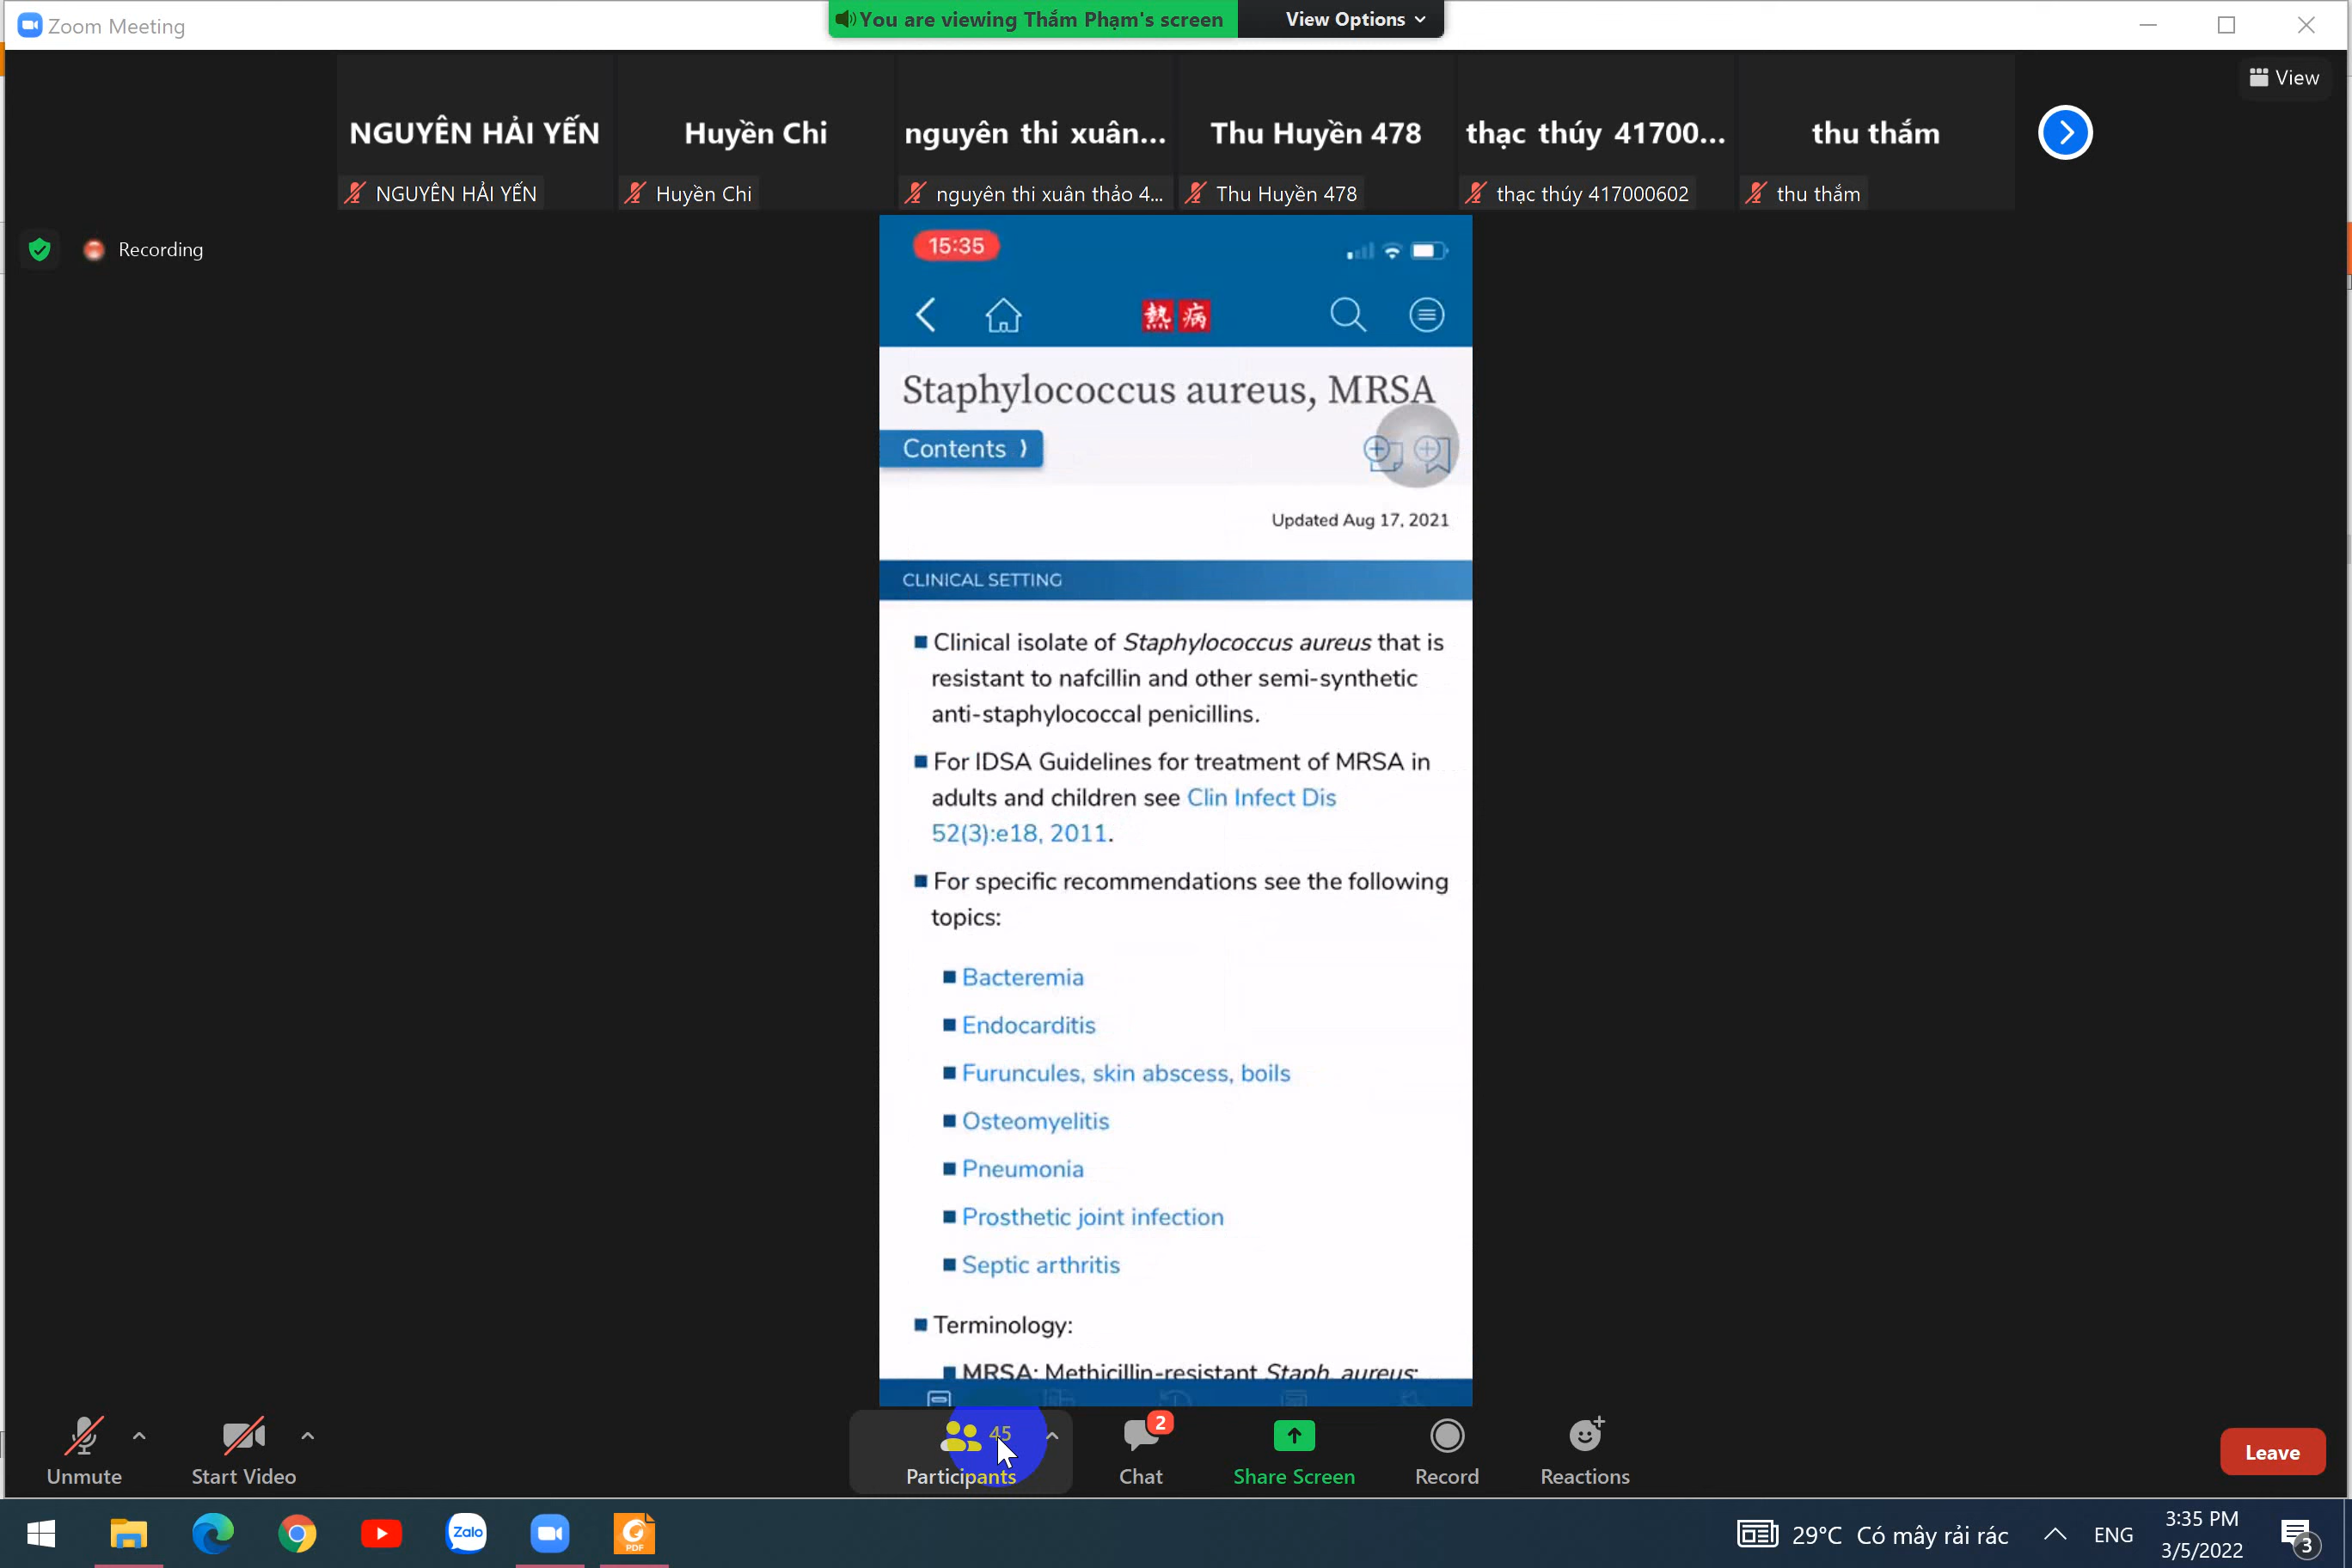 Zoom Meeting
You are viewing Thắm Phạm's screen
View Options
View
NGUYÊN HẢI YẾN
Huyền Chi
nguyên thi xuân...
Thu Huyền 478
thạc thúy 41700...
thu thắm
NGUYÊN HẢI YẾN
Huyền Chi
nguyên thi xuân thảo 4...
Thu Huyền 478
thạc thúy 417000602
thu thắm
Recording
15:35
熱病
Staphylococcus aureus, MRSA
Contents
Updated Aug 17, 2021
CLINICAL SETTING
Clinical isolate of Staphylococcus aureus that is
resistant to nafcillin and other semi-synthetic
anti-staphylococcal penicillins.
For IDSA Guidelines for treatment of MRSA in
adults and children see Clin Infect Dis
52(3):e18, 2011.
For specific recommendations see the following
topics:
Bacteremia
Endocarditis
Furuncules, skin abscess, boils
Osteomyelitis
Pneumonia
Prosthetic joint infection
Septic arthritis
Terminology:
MRSA: Methicillin-resistant Staph. aureus;
45
2
Unmute
Start Video
Participants
Chat
Share Screen
Record
Reactions
Leave
Zalo
PDF
29°C Có mây rải rác
ENG
3:35 PM
3/5/2022
3